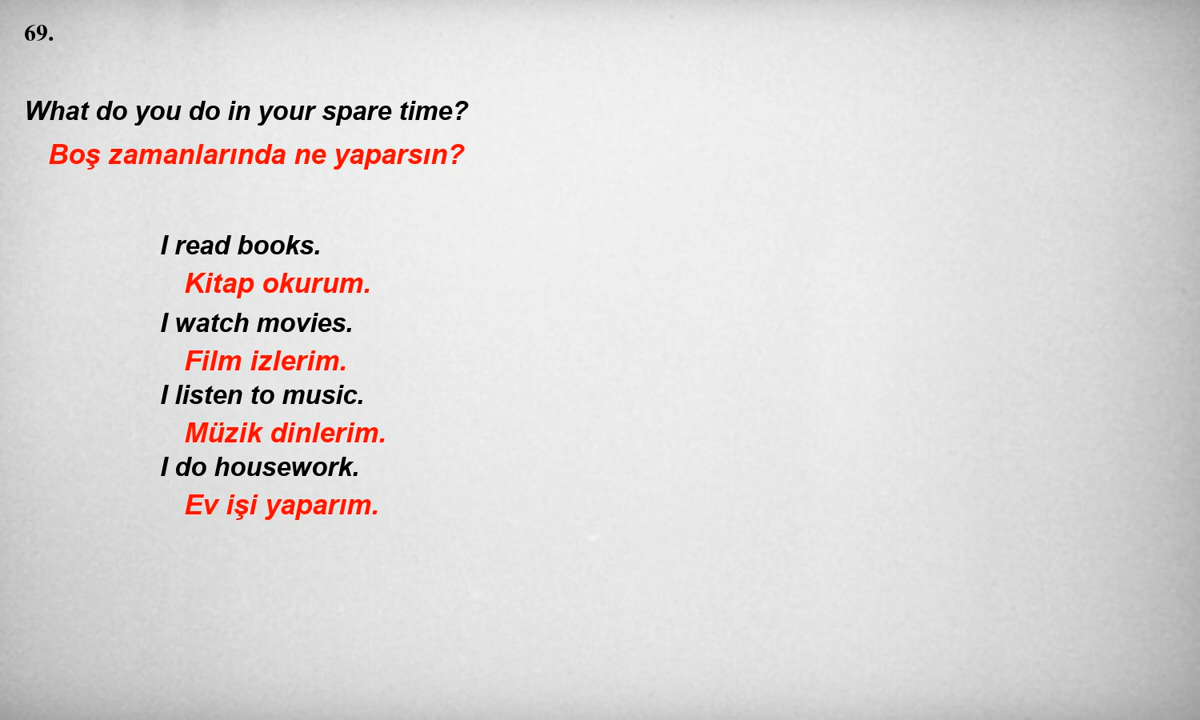 69.
What do you do in your spare time?
Boş zamanlarında ne yaparsın?
I read books.
Kitap okurum.
I watch movies.
Film izlerim.
I listen to music.
Müzik dinlerim.
I do housework.
Ev işi yaparım.